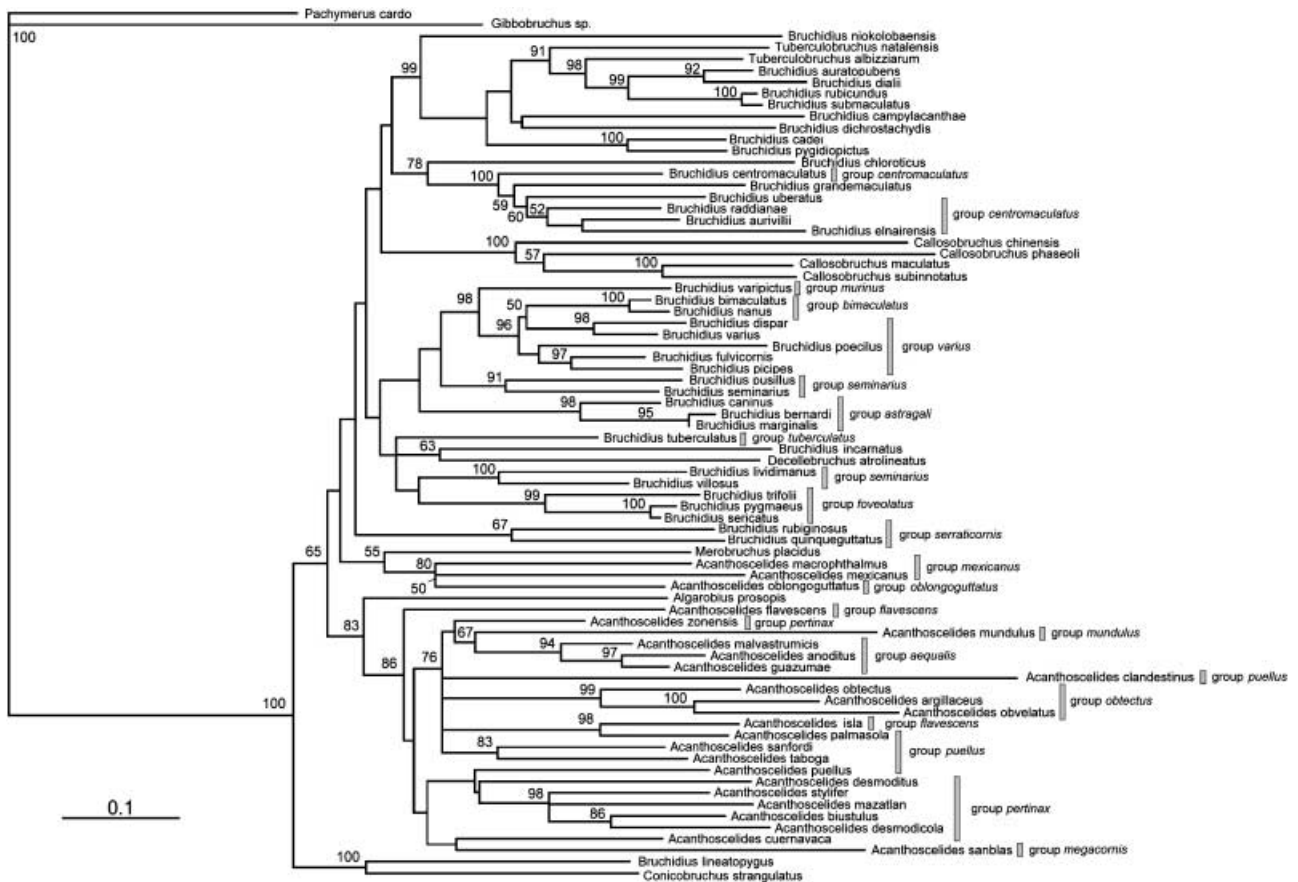 Pachymerus cardo
Gibbobruchus sp.
100
Bruchidius niokolobaensis
Tuberculobruchus natalensis
91
Tuberculobruchus albizziarum
99
98
92
Bruchidius auratopubens
99
Bruchidius dialii
100
Bruchidius rubicundus
Bruchidius submaculatus
Bruchidius campylacanthae
Bruchidius dichrostachydis
100
Bruchidius cadei
Bruchidius pygidiopictus
78
Bruchidius chloroticus
100
Bruchidius centromaculatus group centromaculatus
Bruchidius grandemaculatus
59
Bruchidius uberatus
60
52
Bruchidius raddianae
Bruchidius aurivillii group centromaculatus
Bruchidius elnairensis
100
Callosobruchus chinensis
57
Callosobruchus phaseoli
100
Callosobruchus maculatus
Callosobruchus subinnotatus
98
Bruchidius varipictus group murinus
50
100
Bruchidius bimaculatus group bimaculatus
Bruchidius nanus
96
98
Bruchidius dispar
Bruchidius varius
Bruchidius poecilus group varius
97
Bruchidius fulvicornis
Bruchidius picipes
91
Bruchidius pusillus group seminarius
Bruchidius seminarius
98
Bruchidius caninus
95
Bruchidius bernardi group astragali
Bruchidius marginalis
Bruchidius tuberculatus group tuberculatus
63
Bruchidius incarnatus
Decellebruchus atrolineatus
100
Bruchidius lividimanus group seminarius
Bruchidius villosus
99
Bruchidius trifolii
100
Bruchidius pygmaeus group foveolatus
Bruchidius sericatus
67
Bruchidius rubiginosus group serraticornis
Bruchidius quinqueguttatus
65
55
Merobruchus placidus
80
Acanthoscelides macrophthalmus group mexicanus
Acanthoscelides mexicanus
50
Acanthoscelides oblongoguttatus group oblongoguttatus
Algarobius prosopis
83
Acanthoscelides flavescens group flavescens
Acanthoscelides zonensis group pertinax
67
Acanthoscelides mundulus group mundulus
94
Acanthoscelides malvastrumicis
86
76
97
Acanthoscelides anoditus group aequalis
Acanthoscelides guazumae
Acanthoscelides clandestinus group puellus
99
Acanthoscelides obtectus
100
Acanthoscelides argillaceus group obtectus
100
Acanthoscelides obvelatus
98
Acanthoscelides isla group flavescens
Acanthoscelides palmasola
83
Acanthoscelides sanfordi group puellus
Acanthoscelides taboga
Acanthoscelides puellus
Acanthoscelides desmoditus
98
Acanthoscelides stylifer
Acanthoscelides mazatlan group pertinax
0.1
86
Acanthoscelides biustulus
Acanthoscelides desmodicola
Acanthoscelides cuernavaca
Acanthoscelides sanblas group megacornis
100
Bruchidius lineatopygus
Conicobruchus strangulatus